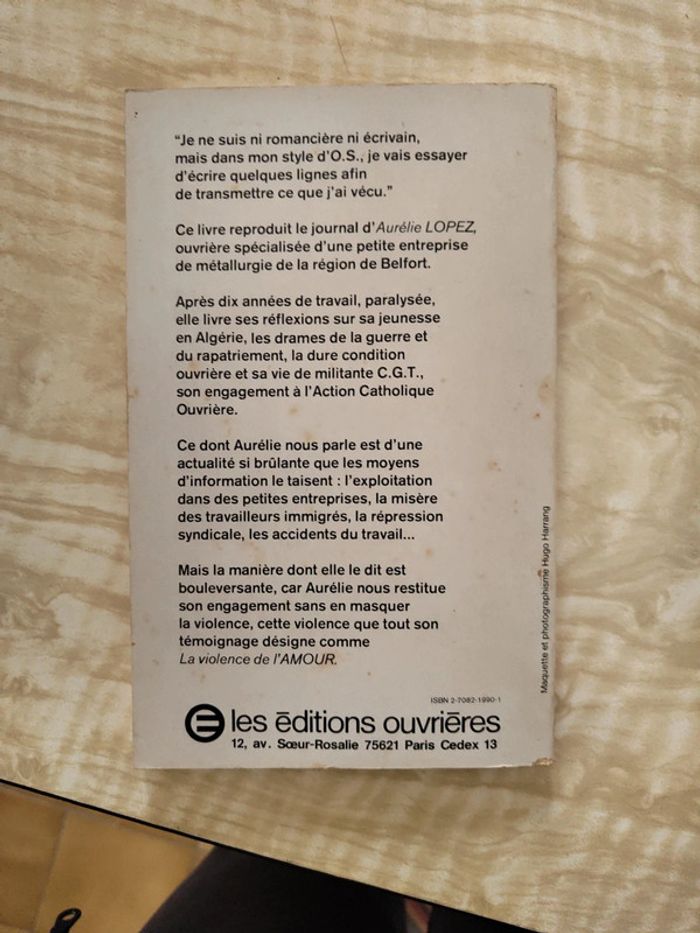 "Je ne suis ni romancière ni écrivain,
mais dans mon style d'O.S., je vais essayer
d'écrire quelques lignes afin
de transmettre ce que j'ai vécu."
Ce livre reproduit le journal d'Aurélie LOPEZ,
ouvrière spécialisée d'une petite entreprise
de métallurgie de la région de Belfort.
Après dix années de travail, paralysée,
elle livre ses réflexions sur sa jeunesse
en Algérie, les drames de la guerre et
du rapatriement, la dure condition
ouvrière et sa vie de militante C.G.T.,
son engagement à l'Action Catholique
Ouvrière.
Ce dont Aurélie nous parle est d'une
actualité si brûlante que les moyens
d'information le taisent : l'exploitation
dans des petites entreprises, la misère
des travailleurs immigrés, la répression
syndicale, les accidents du travail...
Mais la manière dont elle le dit est
bouleversante, car Aurélie nous restitue
son engagement sans en masquer
la violence, cette violence que tout son
témoignage désigne comme
La violence de l'AMOUR.
Maquette et photographisme Hugo Harrang
ISBN 2-7082-1990-1
les ēditions ouvriēres
12, av. Sœur-Rosalie 75621 Paris Cedex 13